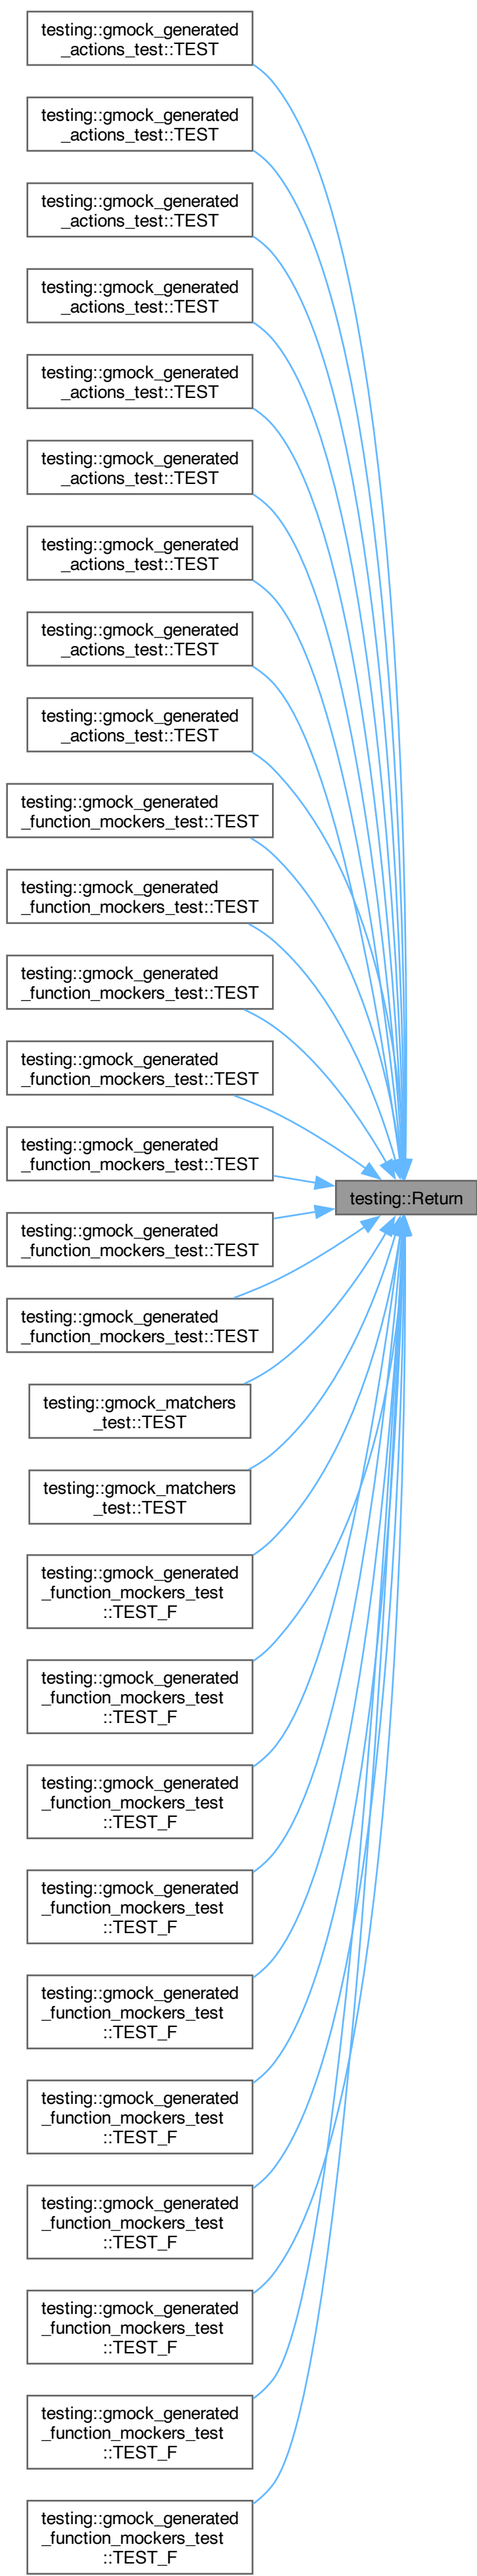 testing::gmock_generated
_actions_test::TEST
testing::gmock_generated
_actions_test::TEST
testing::gmock_generated
_actions_test::TEST
testing::gmock_generated
_actions_test::TEST
testing::gmock_generated
_actions_test::TEST
testing::gmock_generated
_actions_test::TEST
testing::gmock_generated
_actions_test::TEST
testing::gmock_generated
_actions_test::TEST
testing::gmock_generated
_actions_test::TEST
testing::gmock_generated
_function_mockers_test::TEST
testing::gmock_generated
_function_mockers_test::TEST
testing::gmock_generated
_function_mockers_test::TEST
testing::gmock_generated
_function_mockers_test::TEST
testing::gmock_generated
_function_mockers_test::TEST
testing::Return
testing::gmock_generated
_function_mockers_test::TEST
testing::gmock_generated
_function_mockers_test::TEST
testing::gmock_matchers
_test::TEST
testing::gmock_matchers
_test::TEST
testing::gmock_generated
_function_mockers_test
::TEST_F
testing::gmock_generated
_function_mockers_test
::TEST_F
testing::gmock_generated
_function_mockers_test
::TEST_F
testing::gmock_generated
_function_mockers_test
::TEST_F
testing::gmock_generated
_function_mockers_test
::TEST_F
testing::gmock_generated
_function_mockers_test
::TEST_F
testing::gmock_generated
_function_mockers_test
::TEST_F
testing::gmock_generated
_function_mockers_test
::TEST_F
testing::gmock_generated
_function_mockers_test
::TEST_F
testing::gmock_generated
_function_mockers_test
::TEST_F